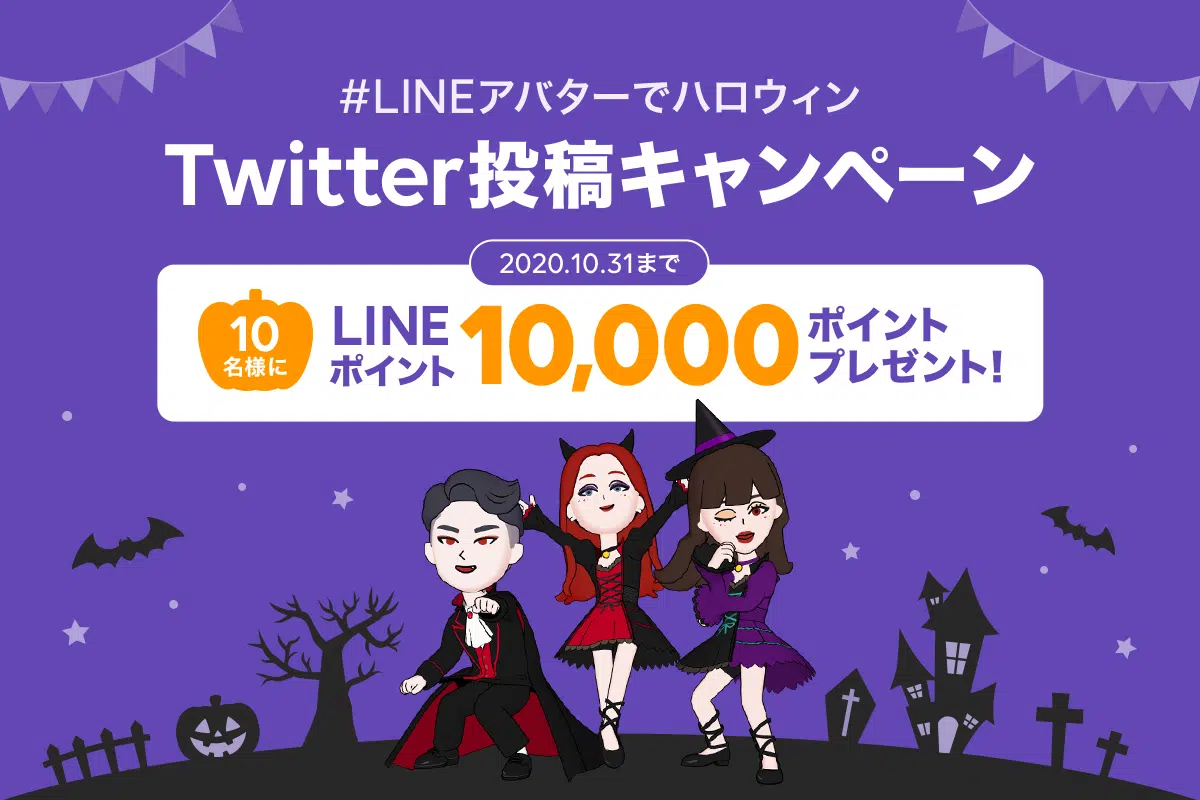 #LINEアバターでハロウィン
Twitter投稿キャンペーン
2020.10.31まで
10
名様に
LINE
ポイント
10,000
ポイント
プレゼント!